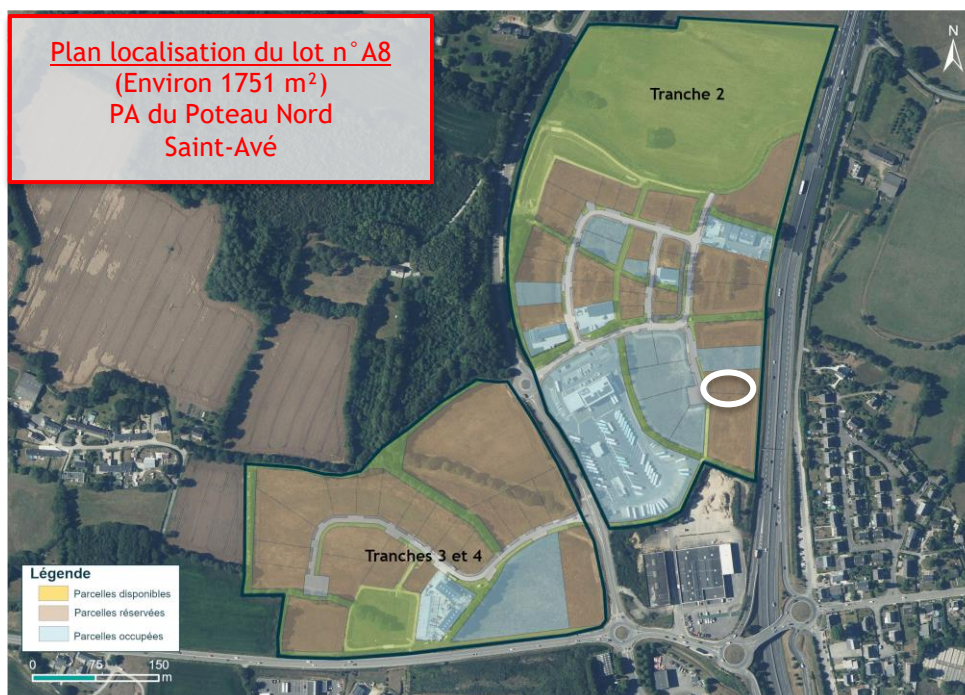 Plan localisation du lot n°A8
(Environ 1751 m²)
PA du Poteau Nord
Saint-Avé
N
Tranche 2
Tranches 3 et 4
Légende
Parcelles disponibles
Parcelles réservées
Parcelles occupées
0 75 150
m